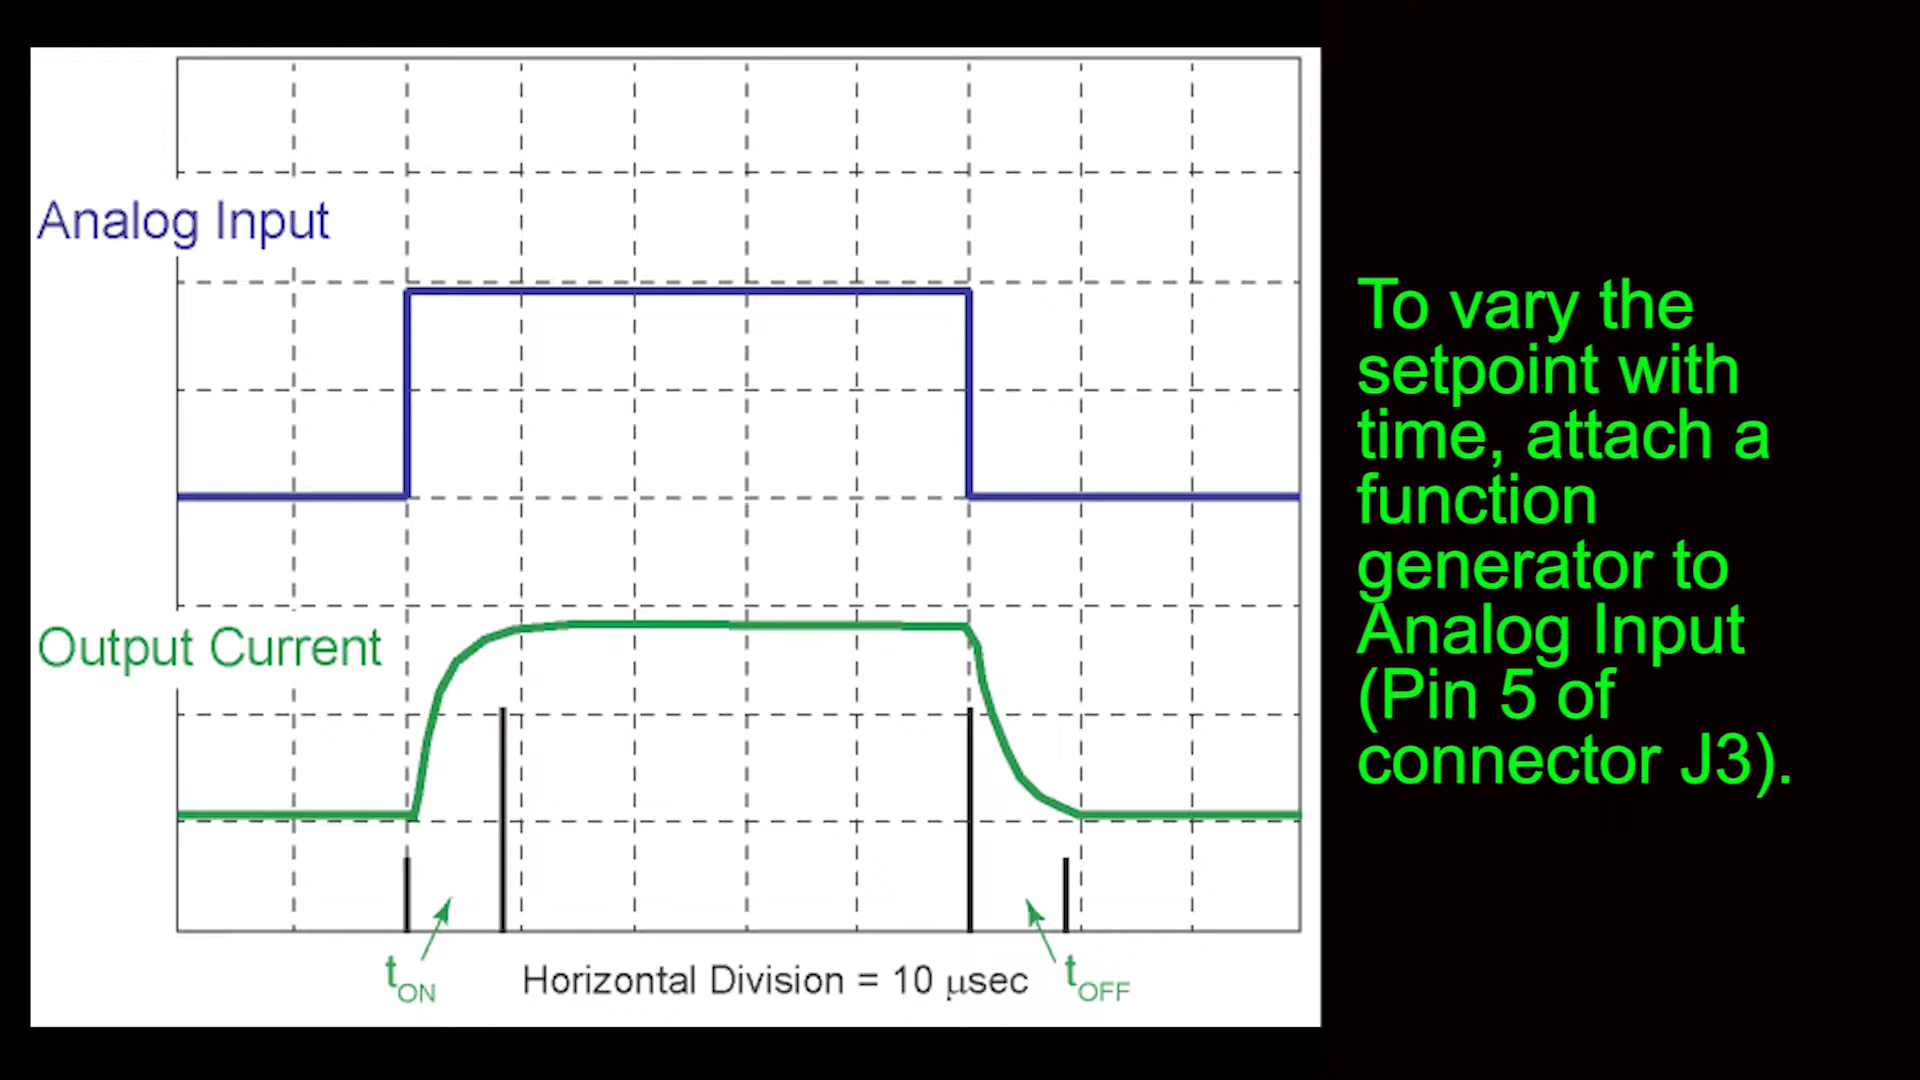 Analog Input
Output Current
tON
Horizontal Division = 10 μsec
tOFF
To vary the
setpoint with
time, attach a
function
generator to
Analog Input
(Pin 5 of
connector J3).